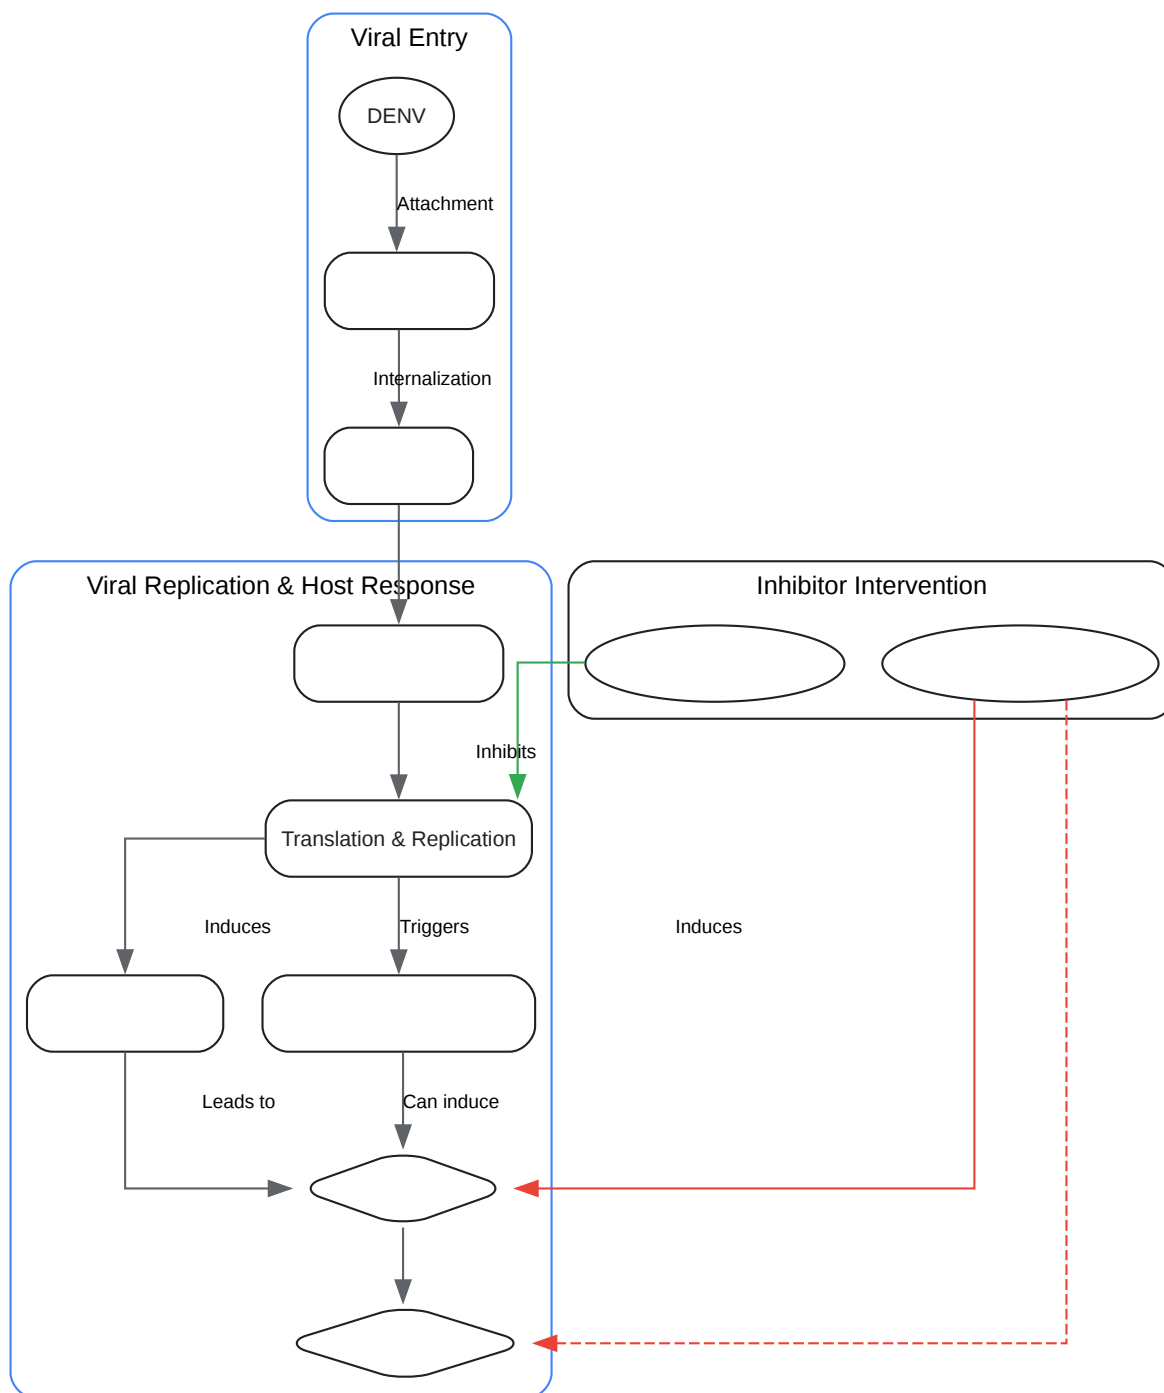 Viral Entry
DENV
Attachment
Internalization
Viral Replication & Host Response
Inhibitor Intervention
Inhibits
Translation & Replication
Induces
Triggers
Induces
Leads to
Can induce